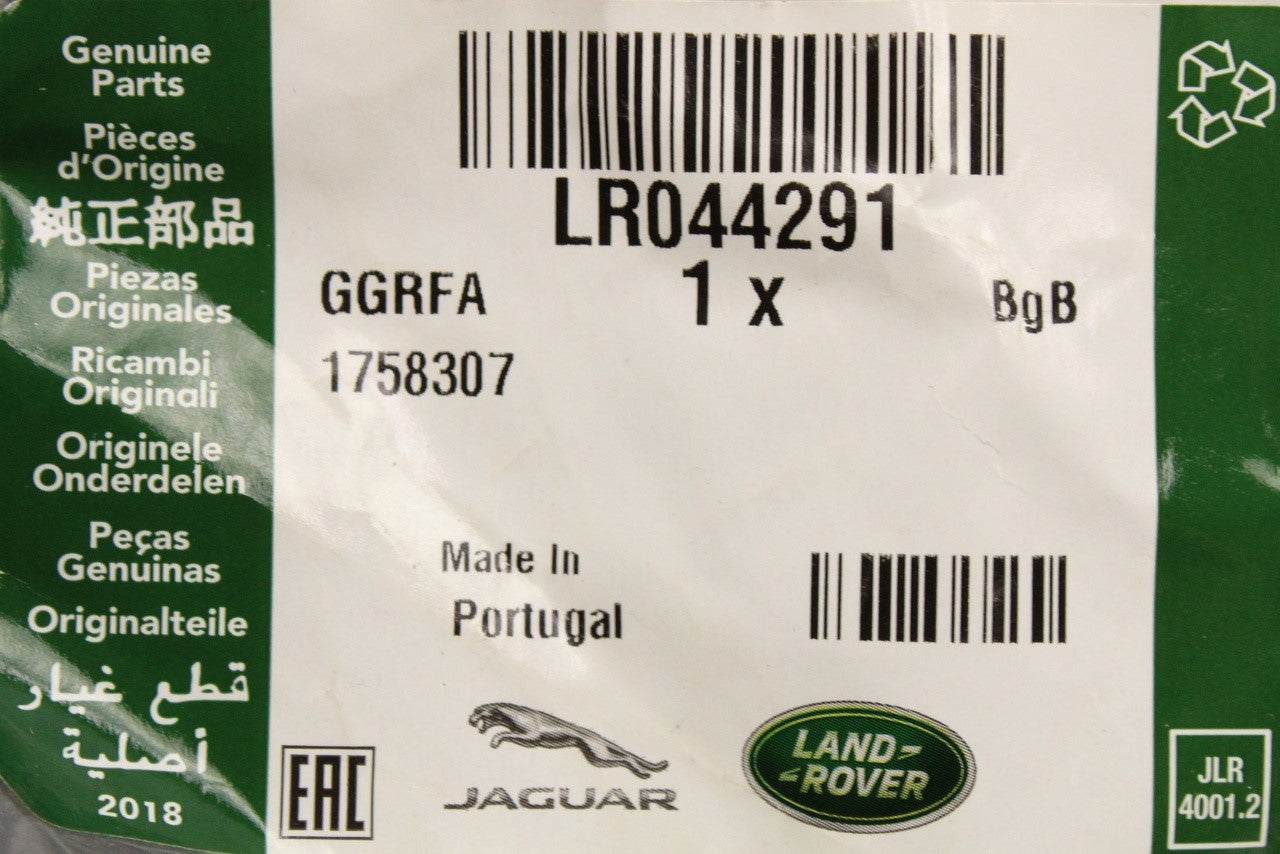 Genuine
Parts
Pièces
d'Origine
純正部品
Piezas
Originales
Ricambi
Originali
Originele
Onderdelen
Peças
Genuinas
Originalteile
قطع غيار
أصلية
2018
LR044291
GGRFA
1 x
BgB
1758307
Made In
Portugal
EAC
JAGUAR
LAND-
-ROVER
JLR
4001.2